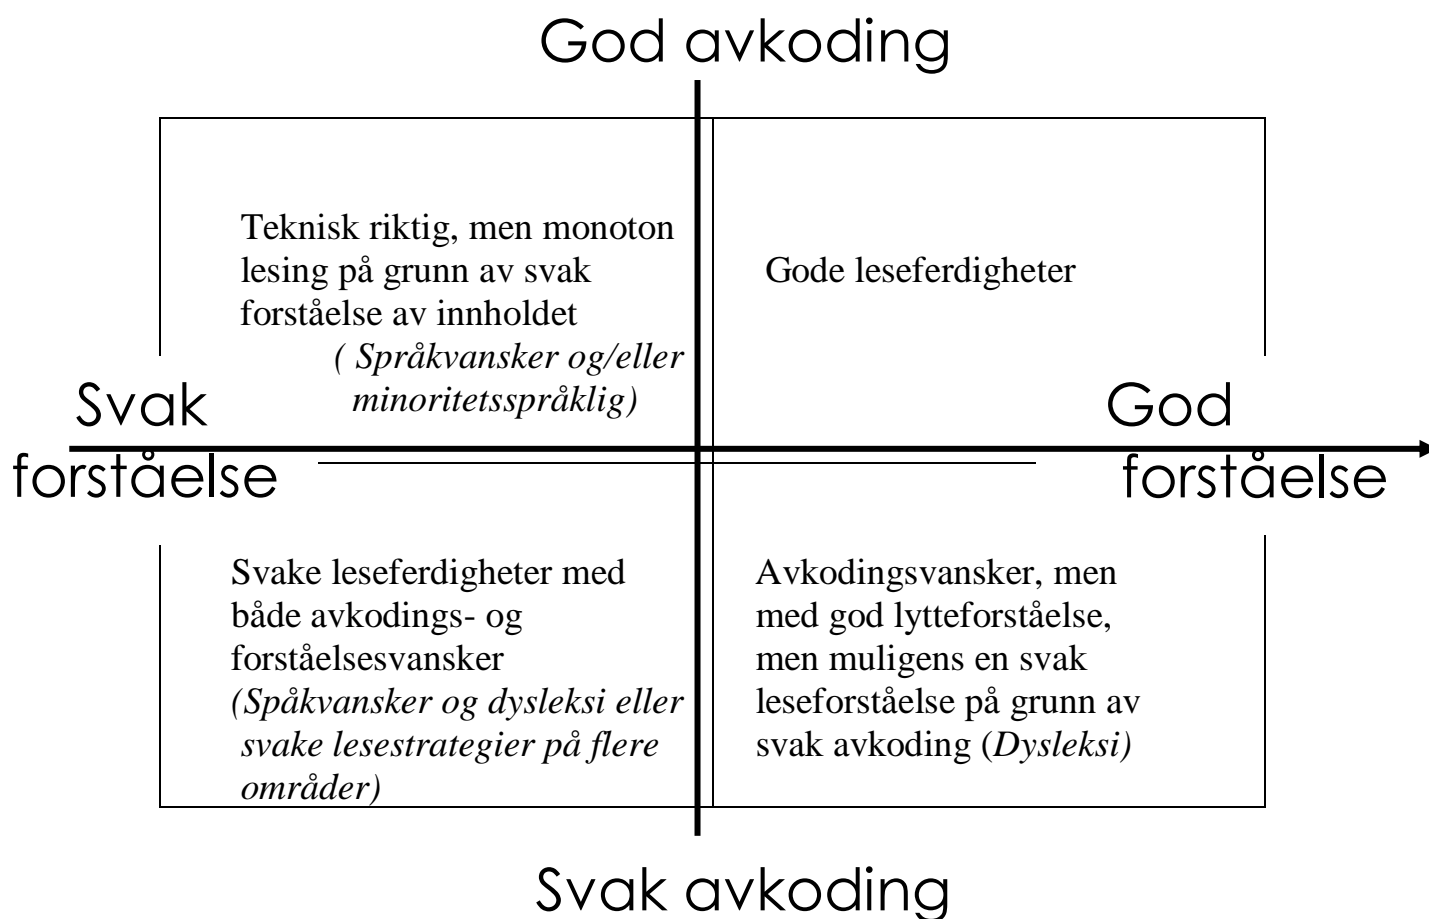 God avkoding
Teknisk riktig, men monoton
lesing på grunn av svak
forståelse av innholdet
( Språkvansker og/eller
minoritetsspråklig)
Gode leseferdigheter
Svak
forståelse
God
forståelse
Svake leseferdigheter med
både avkodings- og
forståelsesvansker
(Spåkvansker og dysleksi eller
svake lesestrategier på flere
områder)
Avkodingsvansker, men
med god lytteforståelse,
men muligens en svak
leseforståelse på grunn av
svak avkoding (Dysleksi)
Svak avkoding